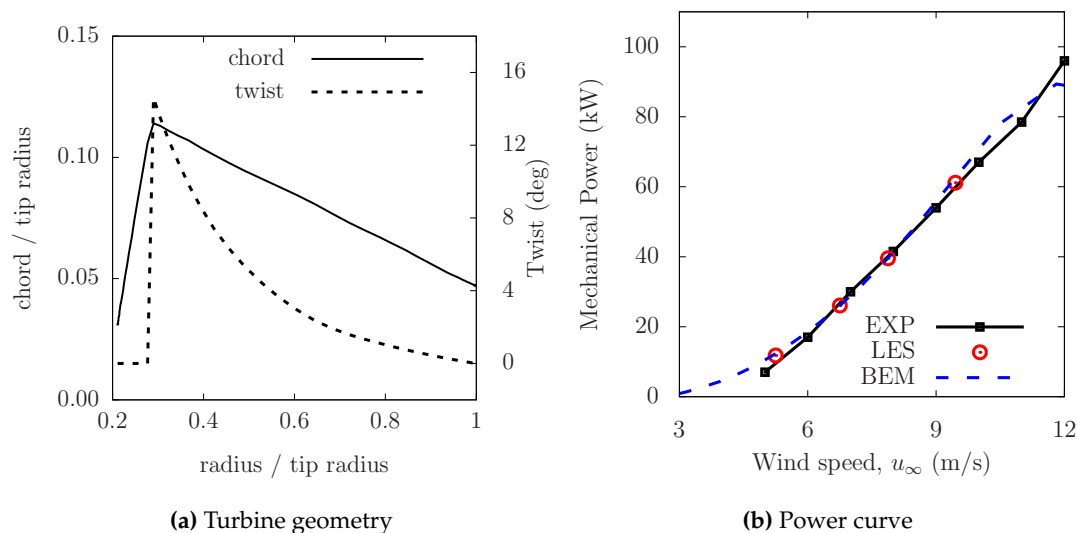 0.15
0.10
0.05
0.00
chord / tip radius
chord
twist
16
12
8
4
0
Twist (deg)
0.2 0.4 0.6 0.8 1
radius / tip radius
(a) Turbine geometry
100
80
60
40
20
0
Mechanical Power (kW)
EXP
LES
BEM
3 6 9 12
Wind speed, u∞ (m/s)
(b) Power curve